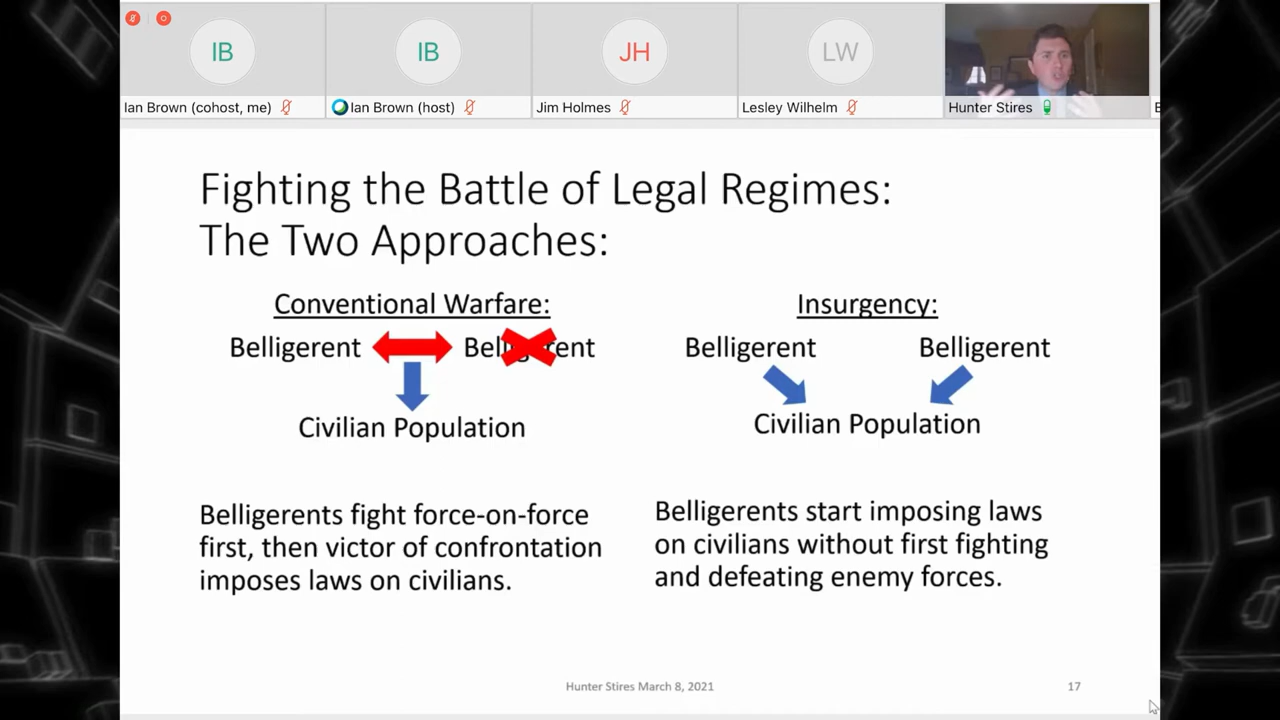 IB
IB
JH
LW
Ian Brown (cohost, me)
Ian Brown (host)
Jim Holmes
Lesley Wilhelm
Hunter Stires
Fighting the Battle of Legal Regimes:
The Two Approaches:
Conventional Warfare:
Belligerent Belligerent
Civilian Population
Belligerents fight force-on-force
first, then victor of confrontation
imposes laws on civilians.
Insurgency:
Belligerent Belligerent
Civilian Population
Belligerents start imposing laws
on civilians without first fighting
and defeating enemy forces.
Hunter Stires March 8, 2021
17